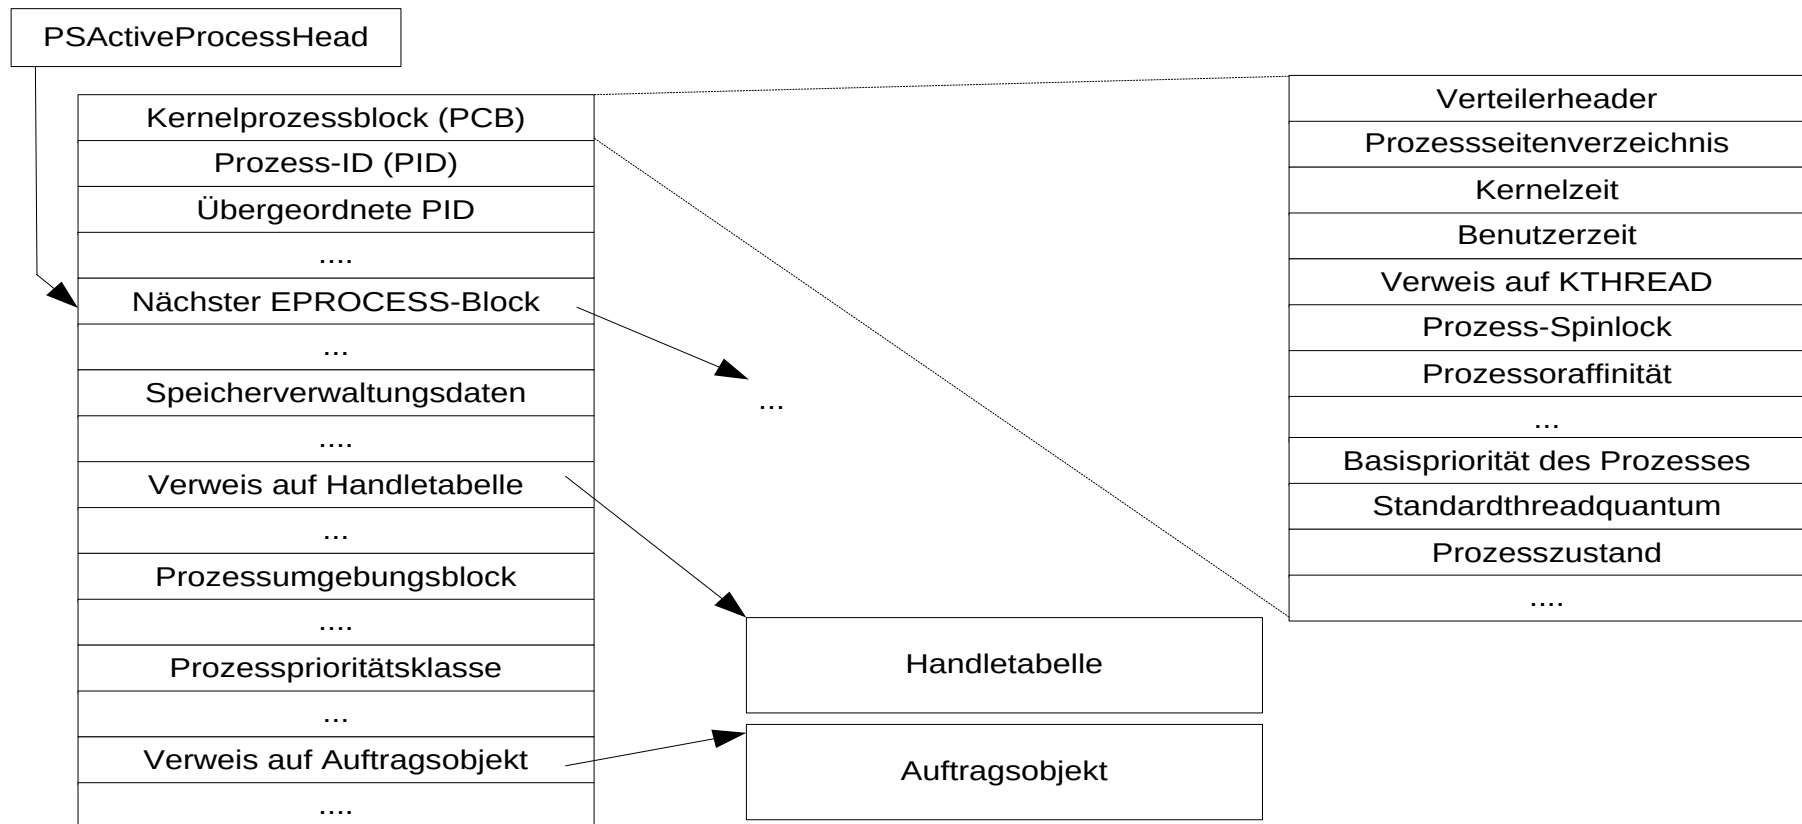 PSActiveProcessHead
Kernelprozessblock (PCB)
Prozess-ID (PID)
Übergeordnete PID
....
Nächster EPROCESS-Block
...
Speicherverwaltungsdaten
....
Verweis auf Handletabelle
...
Prozessumgebungsblock
....
Prozessprioritätsklasse
...
Verweis auf Auftragsobjekt
....
...
Handletabelle
Auftragsobjekt
Verteilerheader
Prozessseitenverzeichnis
Kernelzeit
Benutzerzeit
Verweis auf KTHREAD
Prozess-Spinlock
Prozessoraffinität
...
Basispriorität des Prozesses
Standardthreadquantum
Prozesszustand
....